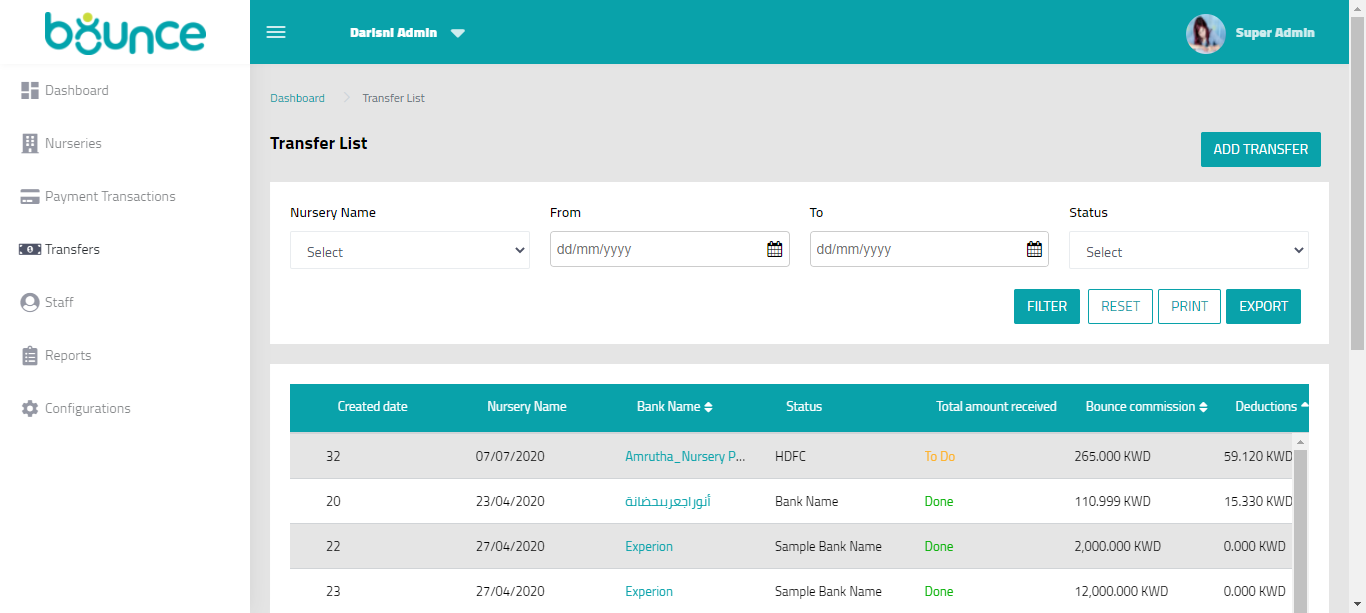 bounce
Darisni Admin
Super Admin
Dashboard
Nurseries
Payment Transactions
Transfers
Staff
Reports
Configurations
Dashboard Transfer List
Transfer List
ADD TRANSFER
Nursery Name From To Status
Select dd/mm/yyyy dd/mm/yyyy Select
FILTER RESET PRINT EXPORT
Created date Nursery Name Bank Name Status Total amount received Bounce commission Deductions
32 07/07/2020 Amrutha_Nursery P... HDFC To Do 265.000 KWD 59.120 KWD
20 23/04/2020 أنوراجعربىحضانة Bank Name Done 110.999 KWD 15.330 KWD
22 27/04/2020 Experion Sample Bank Name Done 2,000.000 KWD 0.000 KWD
23 27/04/2020 Experion Sample Bank Name Done 12,000.000 KWD 0.000 KWD